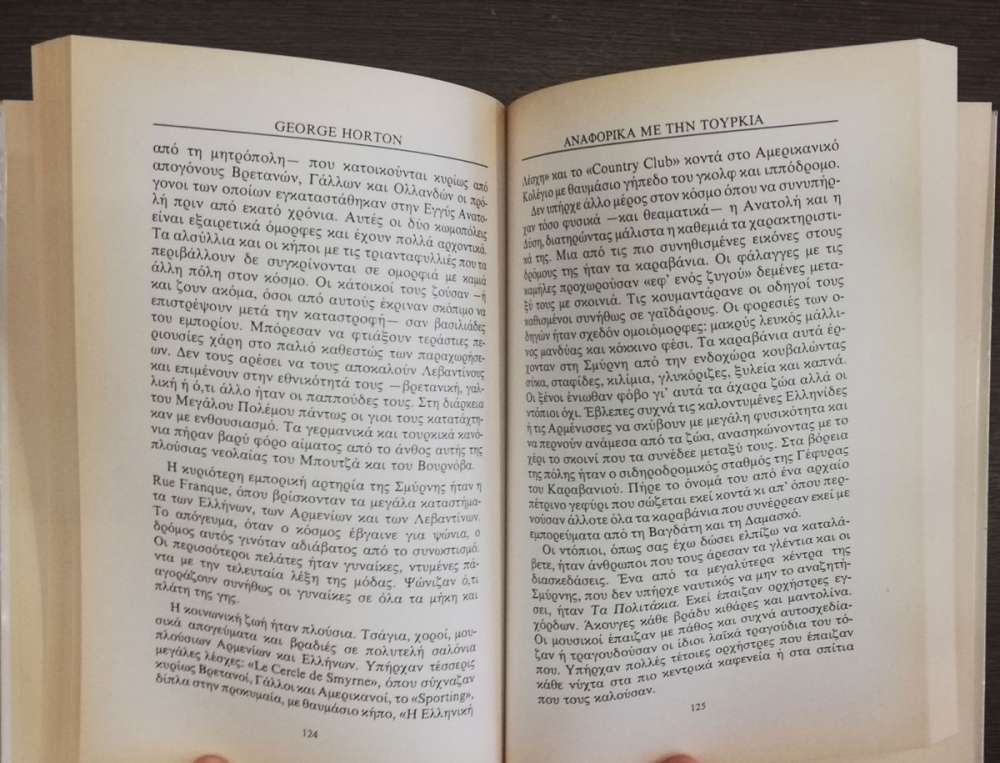 GEORGE HORTON
από τη μητρόπολη— που κατοικούνται κυρίως από
απογόνους Βρετανών, Γάλλων και Ολλανδών οι πρό-
γονοι των οποίων εγκαταστάθηκαν στην Εγγύς Ανατο-
λή πριν από εκατό χρόνια. Αυτές οι δύο κωμοπόλεις
είναι εξαιρετικά όμορφες και έχουν πολλά αρχοντικά.
Τα αλσύλλια και οι κήποι με τις τριανταφυλλιές που τα
περιβάλλουν δε συγκρίνονται σε ομορφιά με καμιά
άλλη πόλη στον κόσμο. Οι κάτοικοί τους ζούσαν —ή
και ζουν ακόμα, όσοι από αυτούς έκριναν σκόπιμο να
επιστρέψουν μετά την καταστροφή— σαν βασιλιάδες
του εμπορίου. Μπόρεσαν να φτιάξουν τεράστιες πε-
ριουσίες χάρη στο παλιό καθεστώς των παραχωρήσε-
ων. Δεν τους αρέσει να τους αποκαλούν Λεβαντίνους
και επιμένουν στην εθνικότητά τους —βρετανική, γαλ-
λική ή ό,τι άλλο ήταν οι παππούδες τους. Στη διάρκεια
του Μεγάλου Πολέμου πάντως οι γιοι τους κατατάχτη-
καν με ενθουσιασμό. Τα γερμανικά και τουρκικά κανό-
νια πήραν βαρύ φόρο αίματος από το άνθος αυτής της
πλούσιας νεολαίας του Μπουτζά και του Βουρνόβα.
Η κυριότερη εμπορική αρτηρία της Σμύρνης ήταν η
Rue Franque, όπου βρίσκονταν τα μεγάλα καταστήμα-
τα των Ελλήνων, των Αρμενίων και των Λεβαντίνων.
Το απόγευμα, όταν ο κόσμος έβγαινε για ψώνια, ο
δρόμος αυτός γινόταν αδιάβατος από το συνωστισμό.
Οι περισσότεροι πελάτες ήταν γυναίκες, ντυμένες πά-
ντα με την τελευταία λέξη της μόδας. Ψώνιζαν ό,τι
αγοράζουν συνήθως οι γυναίκες σε όλα τα μήκη και
πλάτη της γης.
Η κοινωνική ζωή ήταν πλούσια. Τσάγια, χοροί, μου-
σικά απογεύματα και βραδιές σε πολυτελή σαλόνια
πλούσιων Αρμενίων και Ελλήνων. Υπήρχαν τέσσερις
μεγάλες λέσχες: «Le Cercle de Smyrne», όπου σύχναζαν
κυρίως Βρετανοί, Γάλλοι και Αμερικανοί, το «Sporting»,
δίπλα στην προκυμαία, με θαυμάσιο κήπο, «Η Ελληνική
124
ΑΝΑΦΟΡΙΚΑ ΜΕ ΤΗΝ ΤΟΥΡΚΙΑ
Λέσχη» και το «Country Club» κοντά στο Αμερικανικό
Κολέγιο με θαυμάσιο γήπεδο του γκολφ και ιππόδρομο.
Δεν υπήρχε άλλο μέρος στον κόσμο όπου να συνυπήρ-
χαν τόσο φυσικά —και θεαματικά— η Ανατολή και η
Δύση, διατηρώντας μάλιστα η καθεμιά τα χαρακτηριστι-
κά της. Μια από τις πιο συνηθισμένες εικόνες στους
δρόμους της ήταν τα καραβάνια. Οι φάλαγγες με τις
καμήλες προχωρούσαν «εφ' ενός ζυγού» δεμένες μετα-
ξύ τους με σκοινιά. Τις κουμαντάρανε οι οδηγοί τους
καθισμένοι συνήθως σε γαϊδάρους. Οι φορεσιές των ο-
δηγών ήταν σχεδόν ομοιόμορφες: μακρύς λευκός μάλλι-
νος μανδύας και κόκκινο φέσι. Τα καραβάνια αυτά έρ-
χονταν στη Σμύρνη από την ενδοχώρα κουβαλώντας
σύκα, σταφίδες, κιλίμια, γλυκόριζες, ξυλεία και καπνά.
Οι ξένοι ένιωθαν φόβο γι' αυτά τα άχαρα ζώα αλλά οι
ντόπιοι όχι. Έβλεπες συχνά τις καλοντυμένες Ελληνίδες
ή τις Αρμένισσες να σκύβουν με μεγάλη φυσικότητα και
να περνούν ανάμεσα από τα ζώα, ανασηκώνοντας με το
χέρι το σκοινί που τα συνέδεε μεταξύ τους. Στα βόρεια
της πόλης ήταν ο σιδηροδρομικός σταθμός της Γέφυρας
του Καραβανιού. Πήρε το όνομά του από ένα αρχαίο
πέτρινο γεφύρι που σώζεται εκεί κοντά κι απ' όπου περ-
νούσαν άλλοτε όλα τα καραβάνια που συνέρρεαν εκεί με
εμπορεύματα από τη Βαγδάτη και τη Δαμασκό.
Οι ντόπιοι, όπως σας έχω δώσει ελπίζω να καταλά-
βετε, ήταν άνθρωποι που τους άρεσαν τα γλέντια και οι
διασκεδάσεις. Ένα από τα μεγαλύτερα κέντρα της
Σμύρνης, που δεν υπήρχε ναυτικός να μην το αναζητή-
σει, ήταν Τα Πολιτάκια. Εκεί έπαιζαν ορχήστρες εγ-
χόρδων. Άκουγες κάθε βράδυ κιθάρες και μαντολίνα.
Οι μουσικοί έπαιζαν με πάθος και συχνά αυτοσχεδία-
ζαν ή τραγουδούσαν οι ίδιοι λαϊκά τραγούδια του τό-
που. Υπήρχαν πολλές τέτοιες ορχήστρες που έπαιζαν
κάθε νύχτα στα πιο κεντρικά καφενεία ή στα σπίτια
που τους καλούσαν.
125